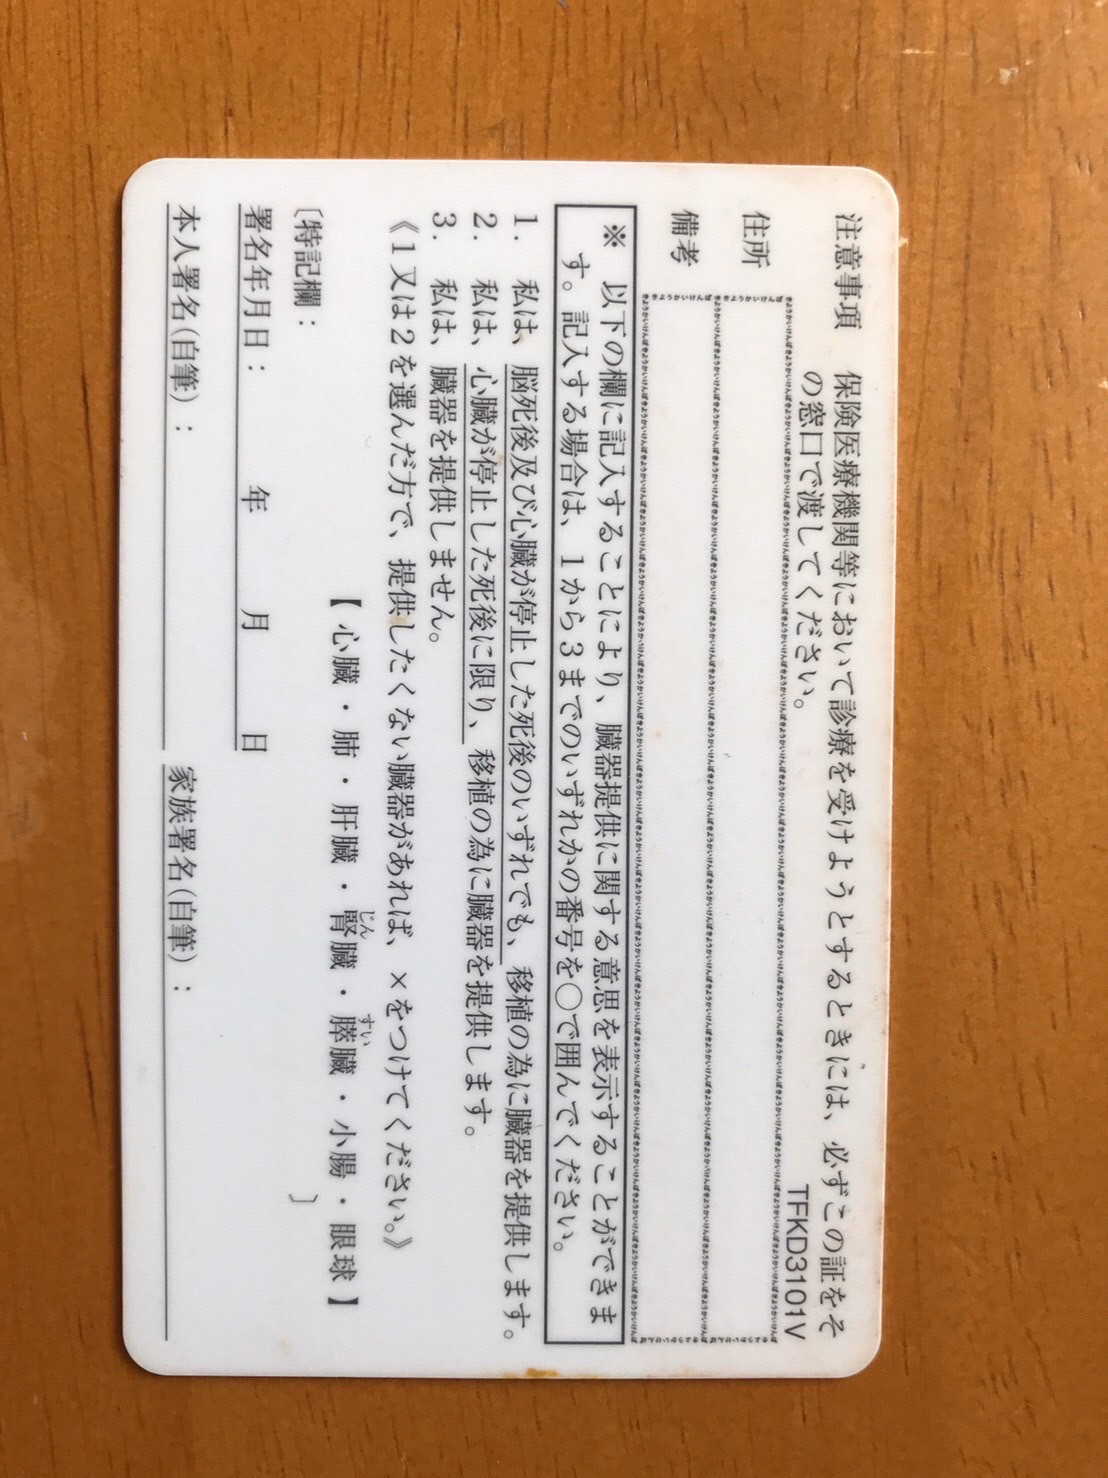 注意事項　保険医療機関等において診療を受けようとするときには、必ずこの証をそ
の窓口で渡してください。
TFKD3101V
住所
備考
※　以下の欄に記入することにより、臓器提供に関する意思を表示することができま
す。記入する場合は、1から3までのいずれかの番号を○で囲んでください。
1.　私は、脳死後及び心臓が停止した死後のいずれでも、移植の為に臓器を提供します。
2.　私は、心臓が停止した死後に限り、移植の為に臓器を提供します。
3.　私は、臓器を提供しません。
《1又は2を選んだ方で、提供したくない臓器があれば、×をつけてください。》
【 心臓・肺・肝臓・腎臓・膵臓・小腸・眼球 】
じん
すい
〔特記欄：　〕
署名年月日：　年　月　日
本人署名(自筆)：　家族署名(自筆)：